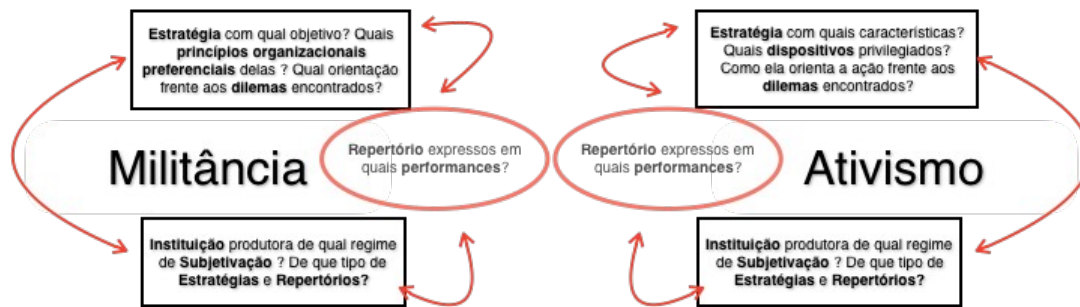 Estratégia com qual objetivo? Quais
princípios organizacionais
preferenciais delas ? Qual orientação
frente aos dilemas encontrados?
Estratégia com quais características?
Quais dispositivos privilegiados?
Como ela orienta a ação frente aos
dilemas encontrados?
Militância
Repertório expressos em
quais performances?
Repertório expressos em
quais performances?
Ativismo
Instituição produtora de qual regime
de Subjetivação ? De que tipo de
Estratégias e Repertórios?
Instituição produtora de qual regime
de Subjetivação ? De que tipo de
Estratégias e Repertórios?